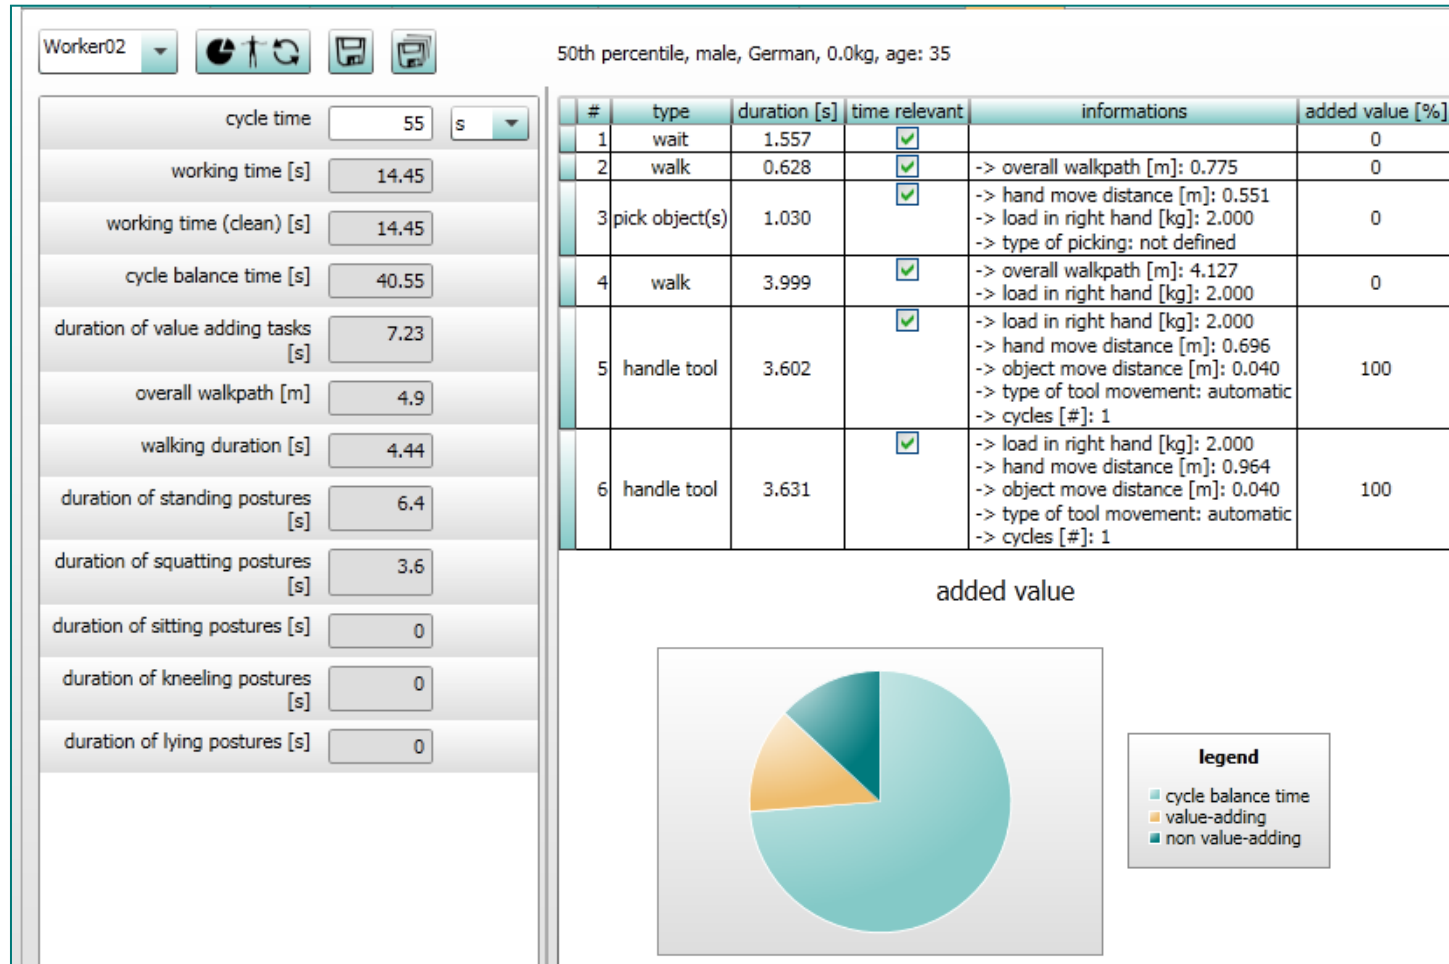 Worker02
50th percentile, male, German, 0.0kg, age: 35
cycle time 55 s
working time [s] 14.45
working time (clean) [s] 14.45
cycle balance time [s] 40.55
duration of value adding tasks
[s] 7.23
overall walkpath [m] 4.9
walking duration [s] 4.44
duration of standing postures
[s] 6.4
duration of squatting postures
[s] 3.6
duration of sitting postures [s] 0
duration of kneeling postures
[s] 0
duration of lying postures [s] 0
# type duration [s] time relevant informations added value [%]
1 wait 1.557 0
2 walk 0.628 -> overall walkpath [m]: 0.775 0
-> hand move distance [m]: 0.551
3 pick object(s) 1.030 -> load in right hand [kg]: 2.000 0
-> type of picking: not defined
4 walk 3.999 -> overall walkpath [m]: 4.127 0
-> load in right hand [kg]: 2.000
-> load in right hand [kg]: 2.000
-> hand move distance [m]: 0.696
5 handle tool 3.602 -> object move distance [m]: 0.040 100
-> type of tool movement: automatic
-> cycles [#]: 1
-> load in right hand [kg]: 2.000
-> hand move distance [m]: 0.964
6 handle tool 3.631 -> object move distance [m]: 0.040 100
-> type of tool movement: automatic
-> cycles [#]: 1
added value
legend
cycle balance time
value-adding
non value-adding